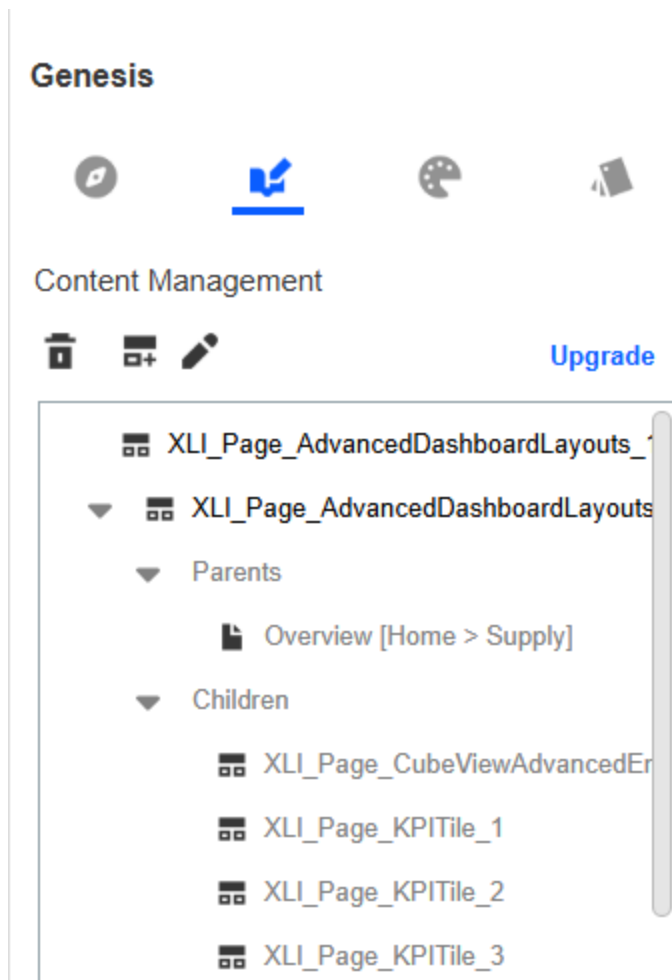 Genesis
Content Management
Upgrade
XLI_Page_AdvancedDashboardLayouts_
XLI_Page_AdvancedDashboardLayouts
Parents
Overview [Home > Supply]
Children
XLI_Page_CubeViewAdvancedEr
XLI_Page_KPITile_1
XLI_Page_KPITile_2
XLI_Page_KPITile_3